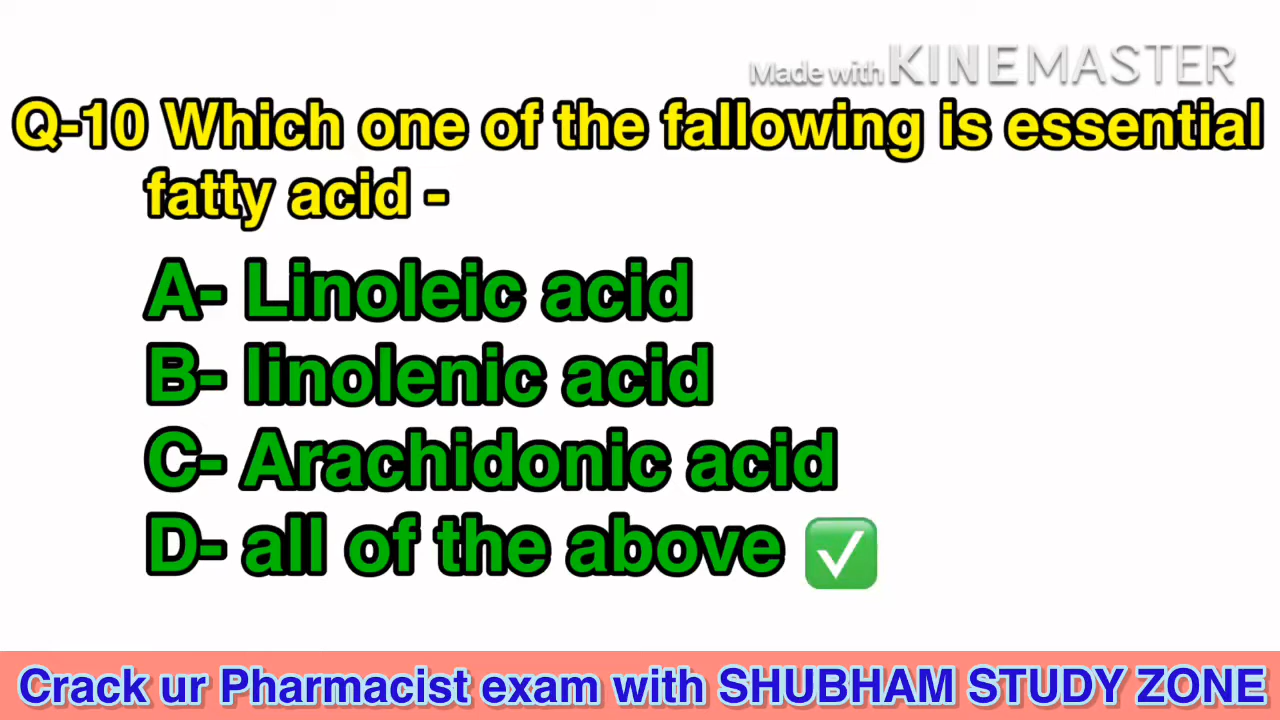 Made with KINEMASTER
Q-10 Which one of the fallowing is essential
fatty acid -
A- Linoleic acid
B- linolenic acid
C- Arachidonic acid
D- all of the above ✅
Crack ur Pharmacist exam with SHUBHAM STUDY ZONE